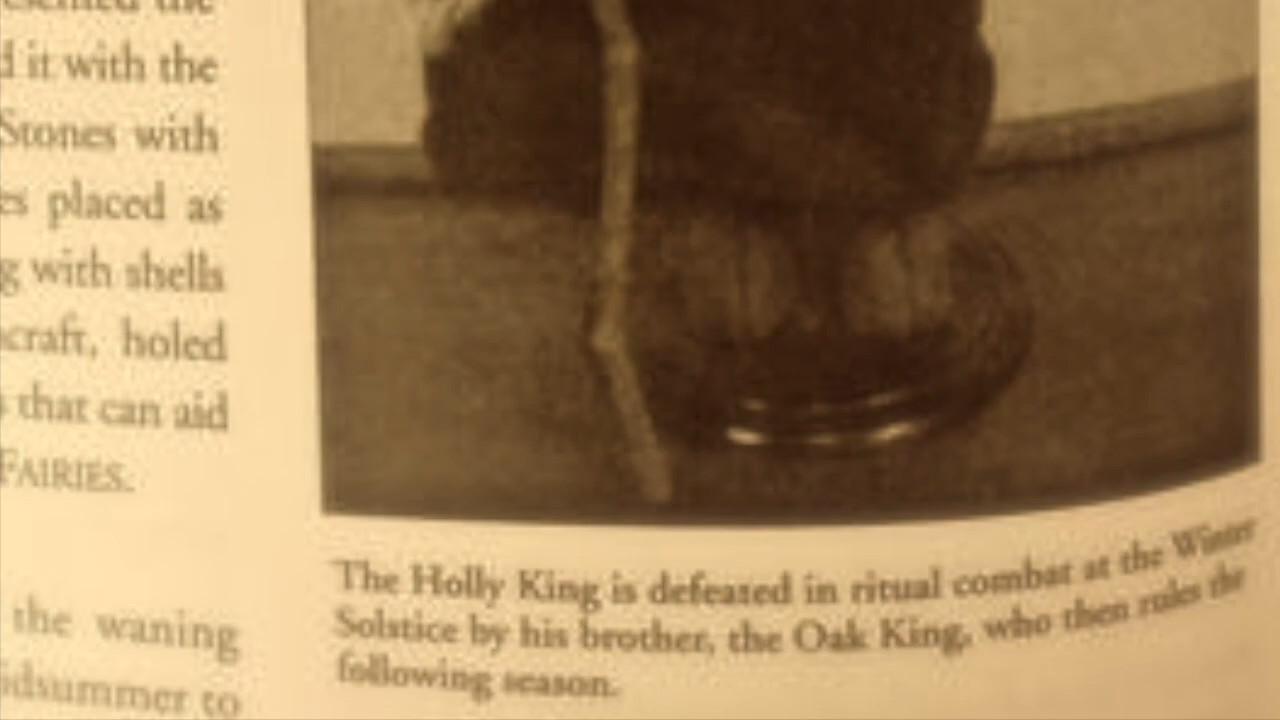 d it with the
Stones with
es placed as
g with shells
craft, holed
that can aid
FAIRIES.
the waning
idsummer to
The Holly King is defeated in ritual combat at the Winter
Solstice by his brother, the Oak King, who then rules the
following season.